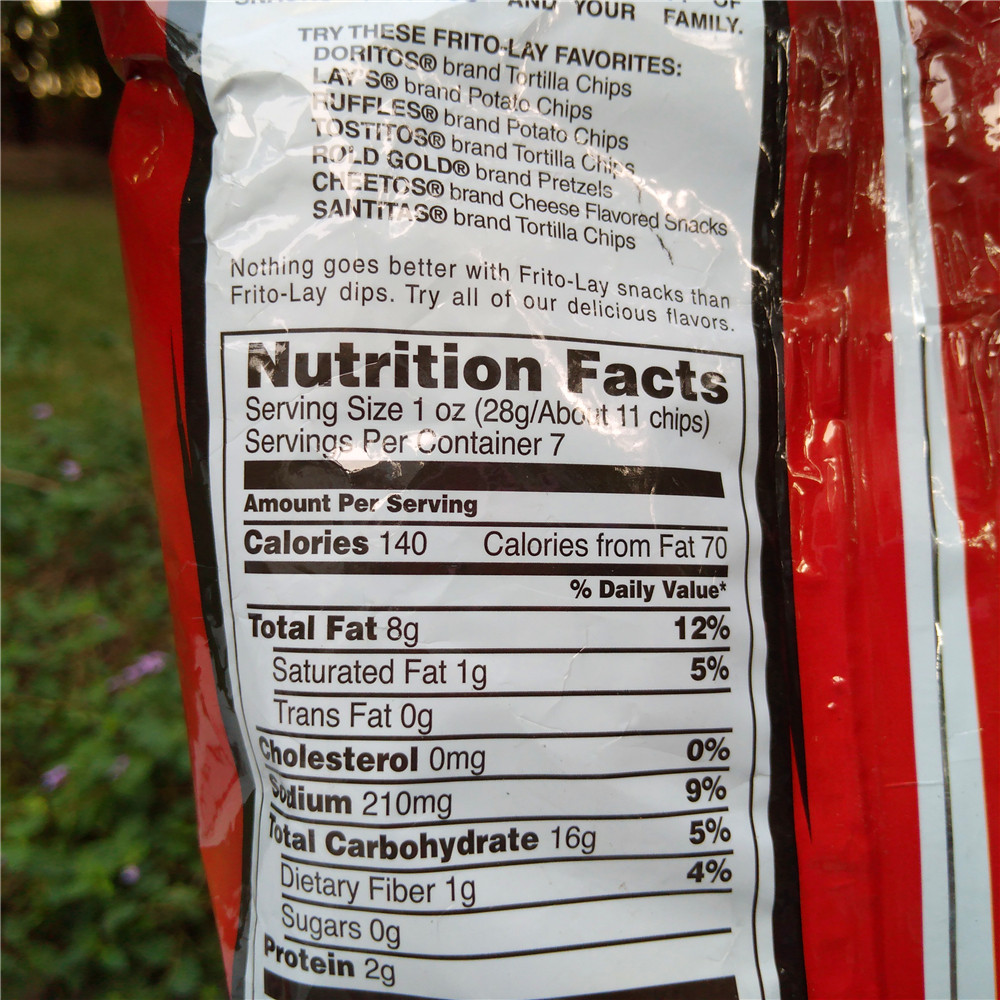 AND YOUR FAMILY.
TRY THESE FRITO-LAY FAVORITES:
DORITOS® brand Tortilla Chips
LAY'S® brand Potato Chips
RUFFLES® brand Potato Chips
TOSTITOS® brand Tortilla Chips
ROLD GOLD® brand Pretzels
CHEETOS® brand Cheese Flavored Snacks
SANTITAS® brand Tortilla Chips
Nothing goes better with Frito-Lay snacks than
Frito-Lay dips. Try all of our delicious flavors.
Nutrition Facts
Serving Size 1 oz (28g/About 11 chips)
Servings Per Container 7
Amount Per Serving
Calories 140 Calories from Fat 70
% Daily Value*
Total Fat 8g 12%
Saturated Fat 1g 5%
Trans Fat 0g
Cholesterol 0mg 0%
Sodium 210mg 9%
Total Carbohydrate 16g 5%
Dietary Fiber 1g 4%
Sugars 0g
Protein 2g